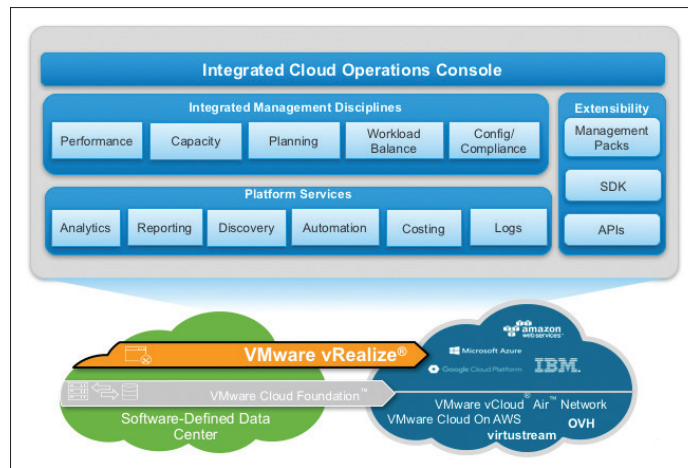 Integrated Cloud Operations Console
Integrated Management Disciplines
Performance
Capacity
Planning
Workload
Balance
Config/
Compliance
Extensibility
Management
Packs
SDK
APIs
Platform Services
Analytics
Reporting
Discovery
Automation
Costing
Logs
VMware vRealize®
VMware Cloud Foundation™
Software-Defined Data
Center
amazon
web services™
Microsoft Azure
Google Cloud Platform
IBM.
VMware vCloud® Air™ Network
VMware Cloud On AWS
OVH
virtustream